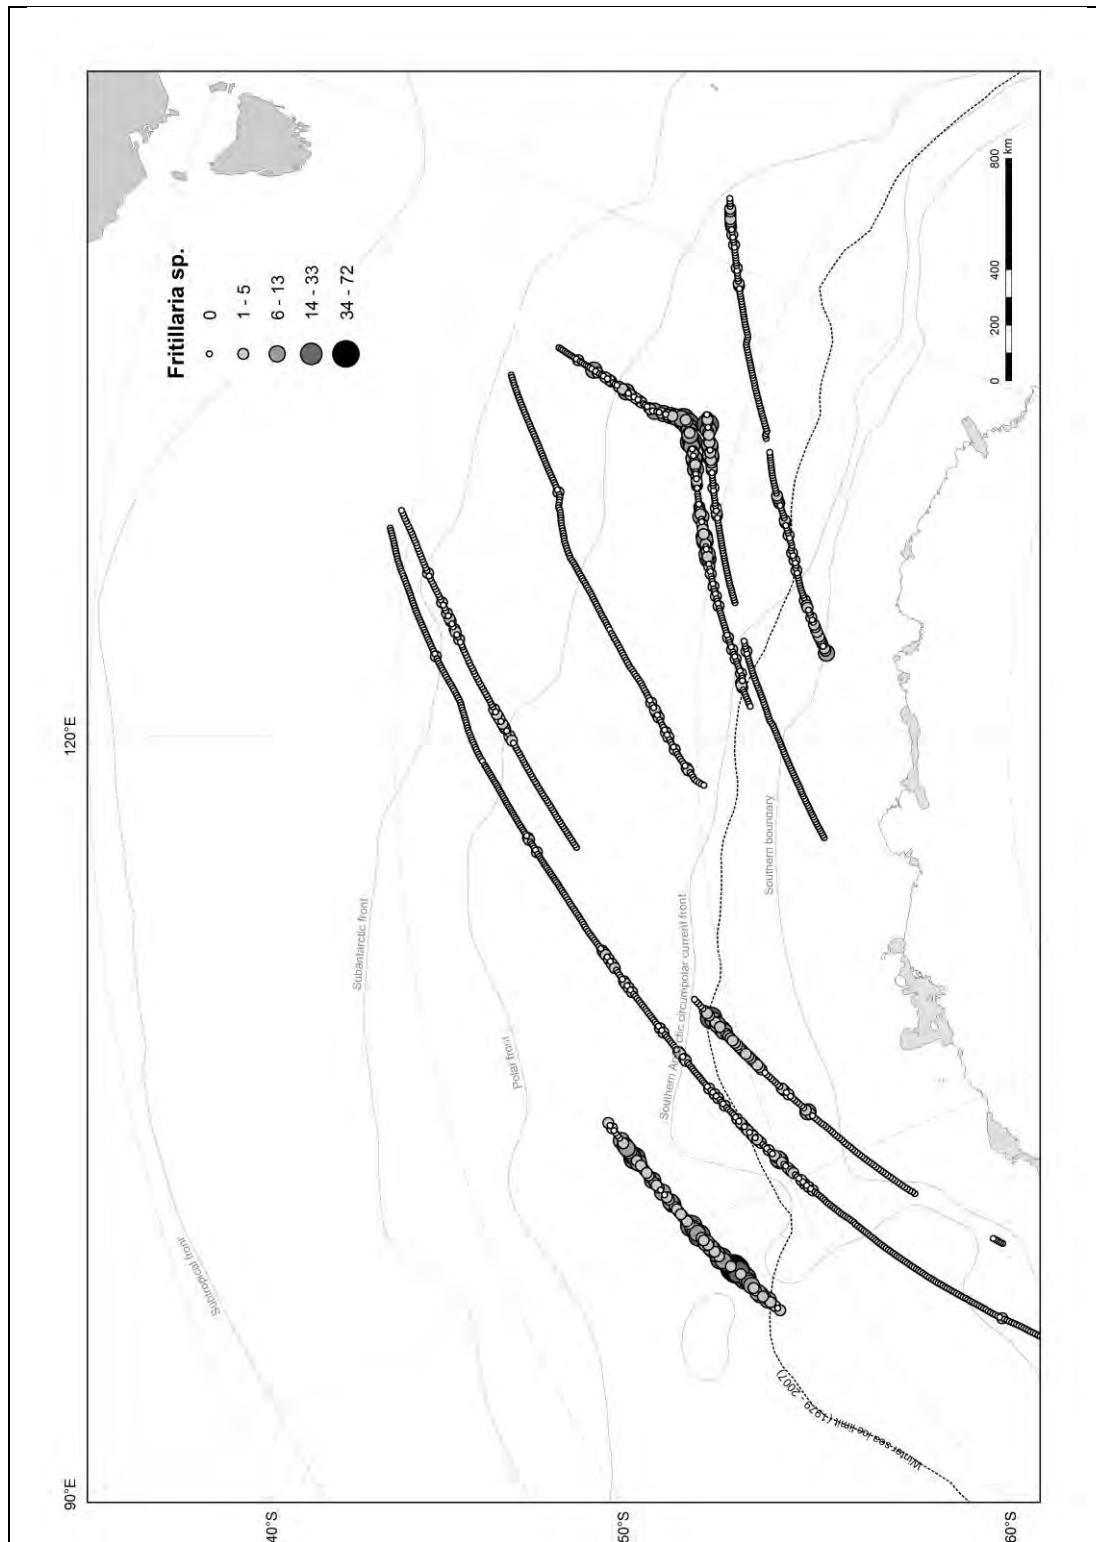 Fritillaria sp.
0
1 - 5
6 - 13
14 - 33
34 - 72
0
200
400
800
km
120°E
90°E
40°S
50°S
60°S
Subtropical front
Subantarctic front
Polar front
Southern Antarctic circumpolar current front
Southern boundary
Winter sea ice limit (1979 - 2007)